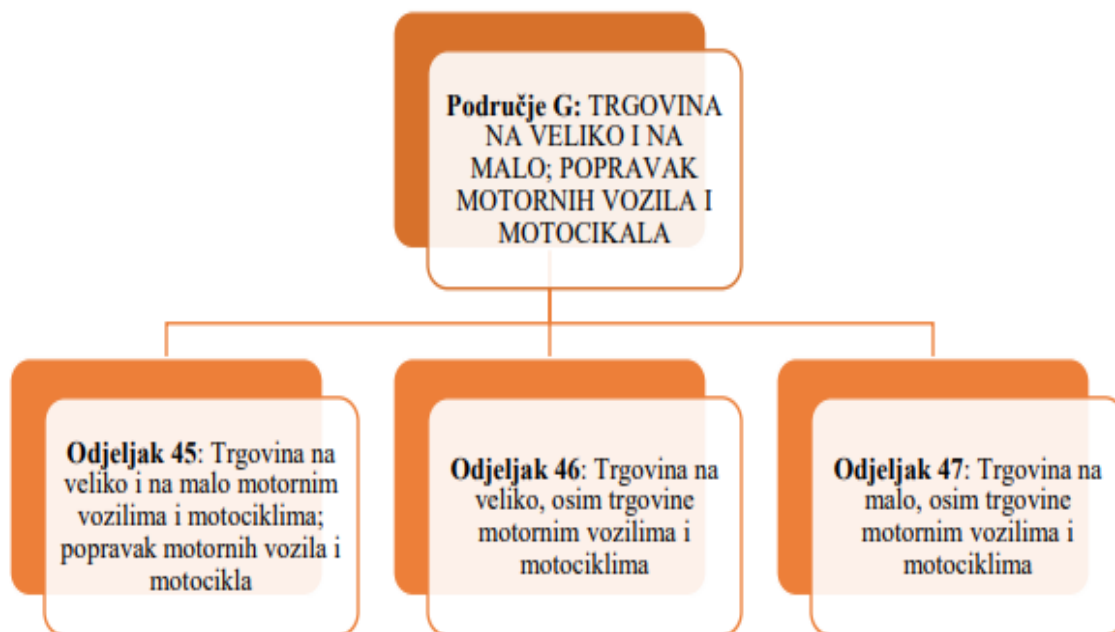 Područje G: TRGOVINA
NA VELIKO I NA
MALO; POPRAVAK
MOTORNIH VOZILA I
MOTOCIKALA
Odjeljak 45: Trgovina na
veliko i na malo motornim
vozilima i motociklima;
popravak motornih vozila i
motocikla
Odjeljak 46: Trgovina na
veliko, osim trgovine
motornim vozilima i
motociklima
Odjeljak 47: Trgovina na
malo, osim trgovine
motornim vozilima i
motociklima